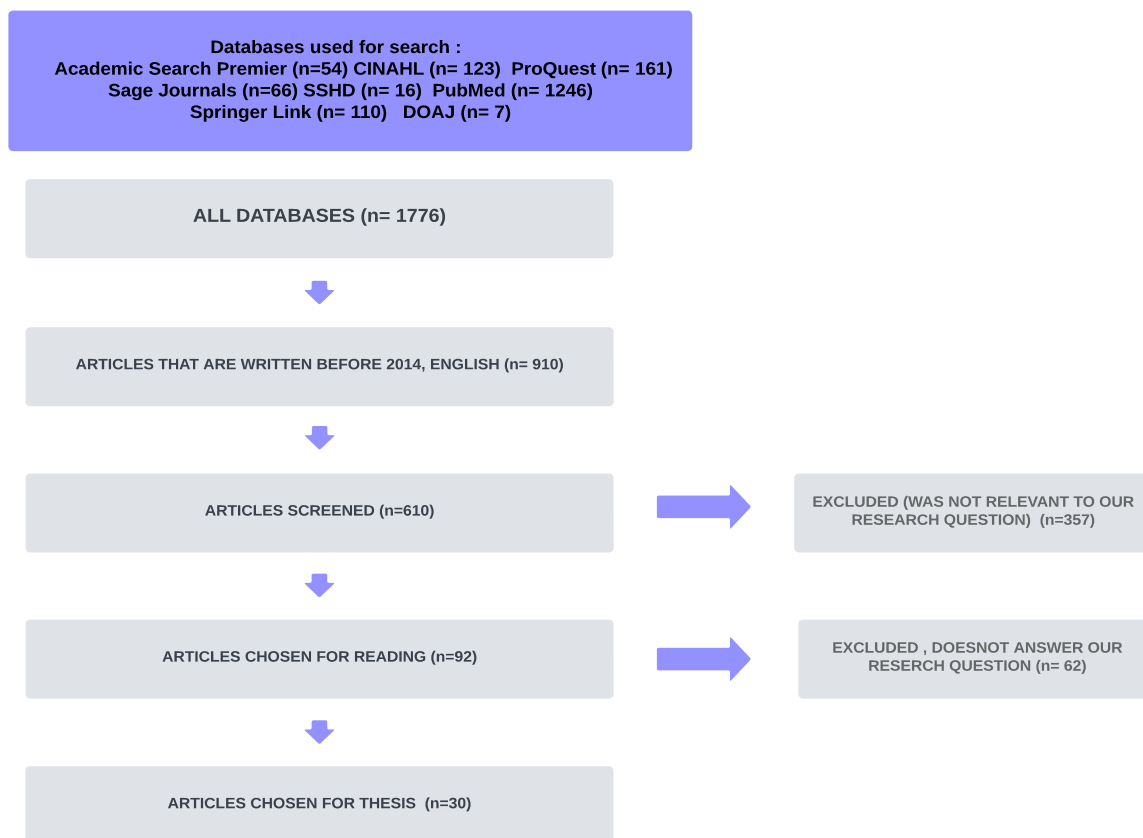 Databases used for search :
Academic Search Premier (n=54) CINAHL (n= 123)  ProQuest (n= 161)
Sage Journals (n=66) SSHD (n= 16)  PubMed (n= 1246)
Springer Link (n= 110)   DOAJ (n= 7)
ALL DATABASES (n= 1776)
ARTICLES THAT ARE WRITTEN BEFORE 2014, ENGLISH (n= 910)
ARTICLES SCREENED (n=610)
EXCLUDED (WAS NOT RELEVANT TO OUR
RESEARCH QUESTION)  (n=357)
ARTICLES CHOSEN FOR READING (n=92)
EXCLUDED , DOESNOT ANSWER OUR
RESERCH QUESTION (n= 62)
ARTICLES CHOSEN FOR THESIS  (n=30)